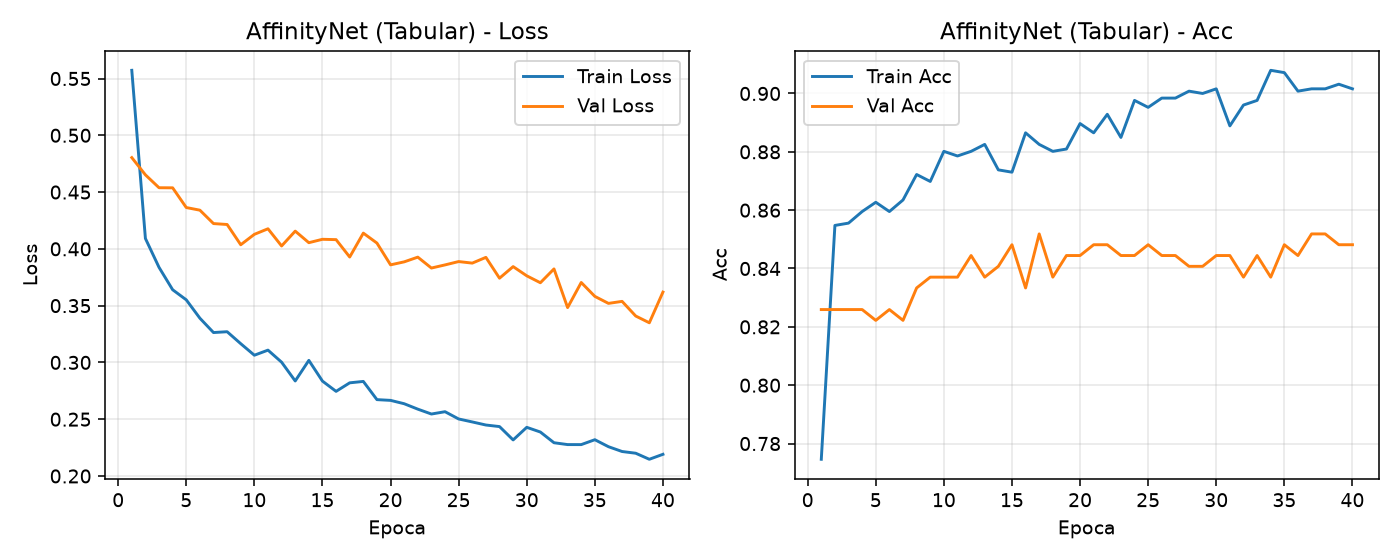 AffinityNet (Tabular) - Loss
Train Loss
Val Loss
0.55
0.50
0.45
0.40
0.35
0.30
0.25
0.20
Loss
0 5 10 15 20 25 30 35 40
Epoca
AffinityNet (Tabular) - Acc
Train Acc
Val Acc
0.90
0.88
0.86
0.84
0.82
0.80
0.78
Acc
0 5 10 15 20 25 30 35 40
Epoca